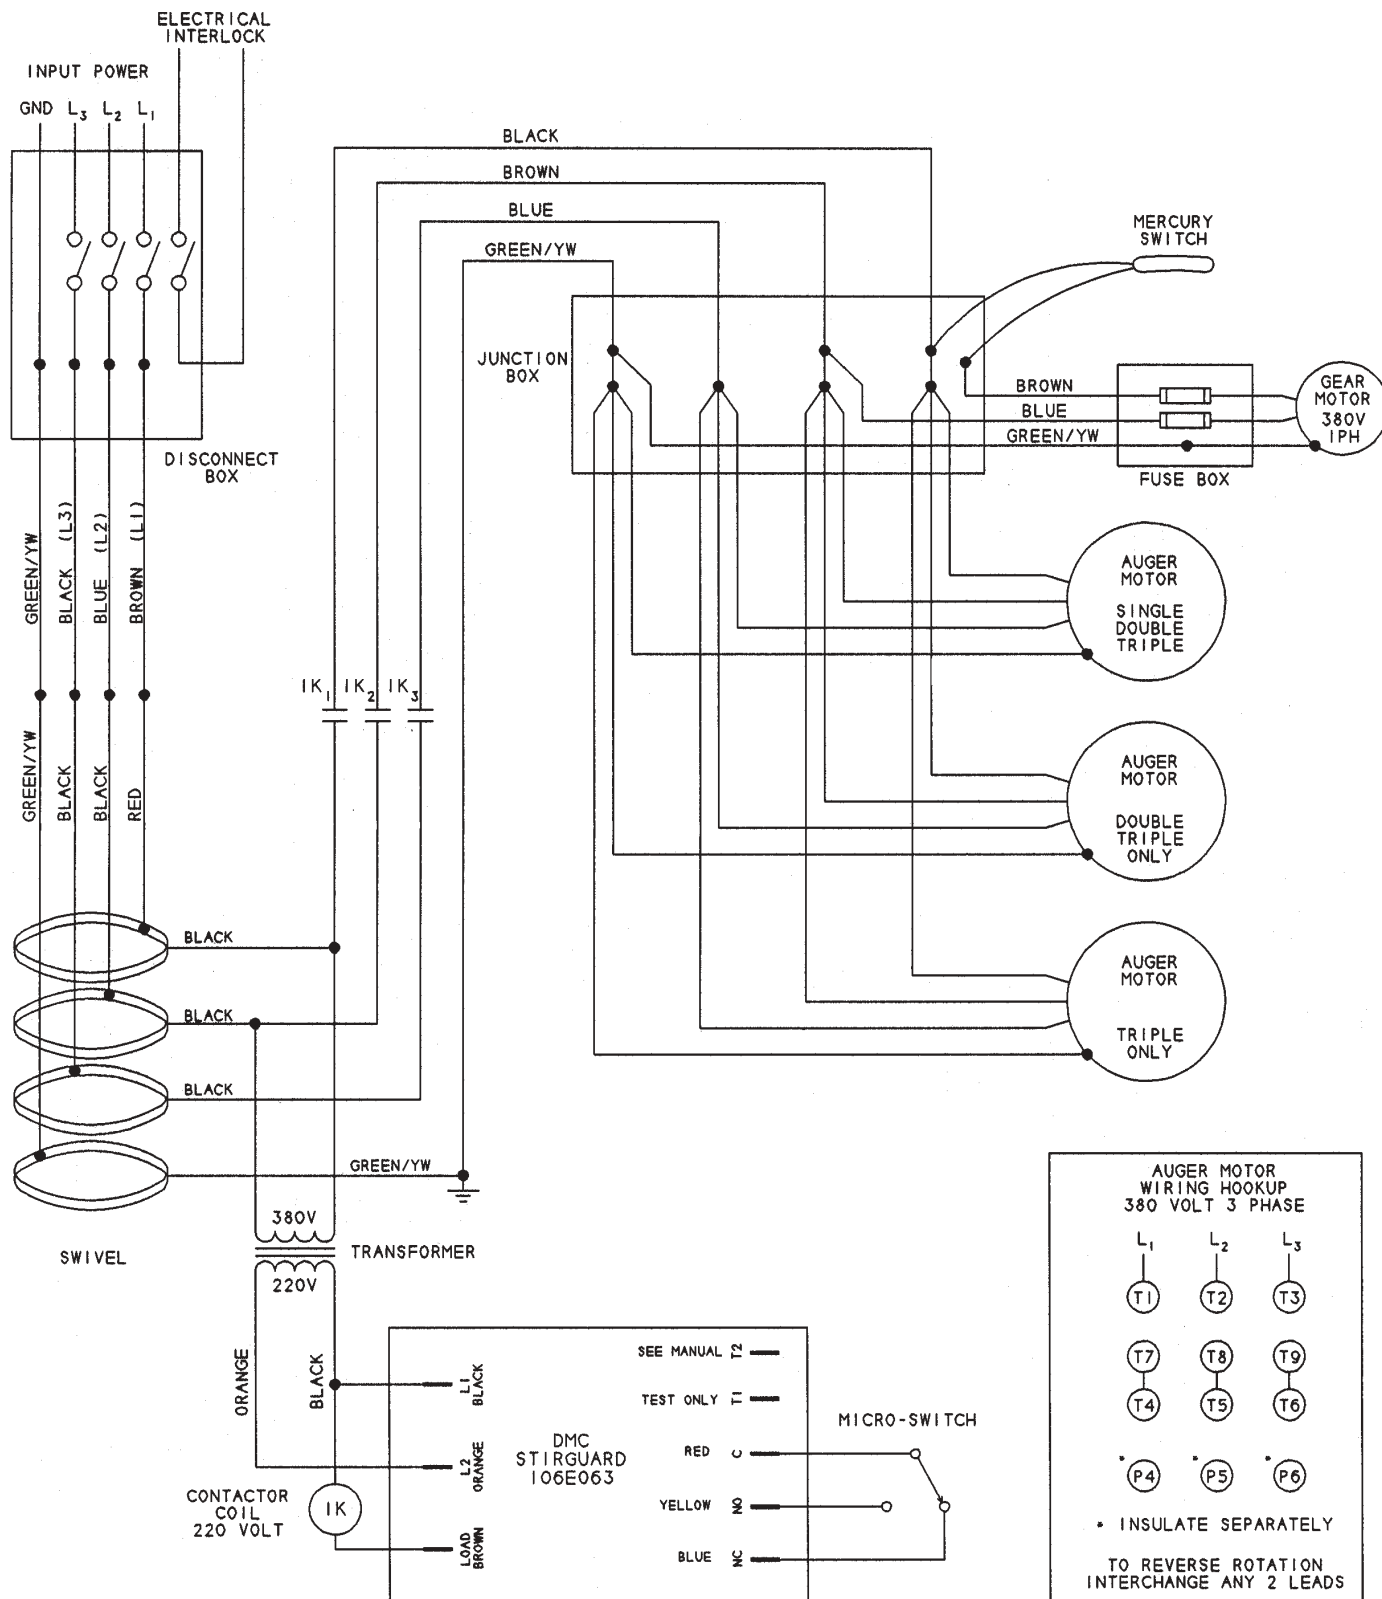 ELECTRICAL
INTERLOCK
INPUT POWER
GND L3 L2 L1
DISCONNECT
BOX
GREEN/YW
BLACK (L3)
BLUE (L2)
BROWN (L1)
GREEN/YW
BLACK
BLACK
RED
BLACK
BROWN
BLUE
GREEN/YW
1K1 1K2 1K3
JUNCTION
BOX
MERCURY
SWITCH
BROWN
BLUE
GREEN/YW
FUSE BOX
GEAR
MOTOR
380V
1PH
AUGER
MOTOR
SINGLE
DOUBLE
TRIPLE
AUGER
MOTOR
DOUBLE
TRIPLE
ONLY
AUGER
MOTOR
TRIPLE
ONLY
BLACK
BLACK
BLACK
GREEN/YW
SWIVEL
380V
TRANSFORMER
220V
ORANGE
BLACK
CONTACTOR
COIL
220 VOLT
1K
L1
BLACK
L2
ORANGE
LOAD
BROWN
DMC
STIRGUARD
106E063
SEE MANUAL T2
TEST ONLY T1
RED C
YELLOW NO
BLUE NC
MICRO-SWITCH
AUGER MOTOR
WIRING HOOKUP
380 VOLT 3 PHASE
L1 L2 L3
T1 T2 T3
T7 T8 T9
T4 T5 T6
* P4 * P5 * P6
* INSULATE SEPARATELY
TO REVERSE ROTATION
INTERCHANGE ANY 2 LEADS